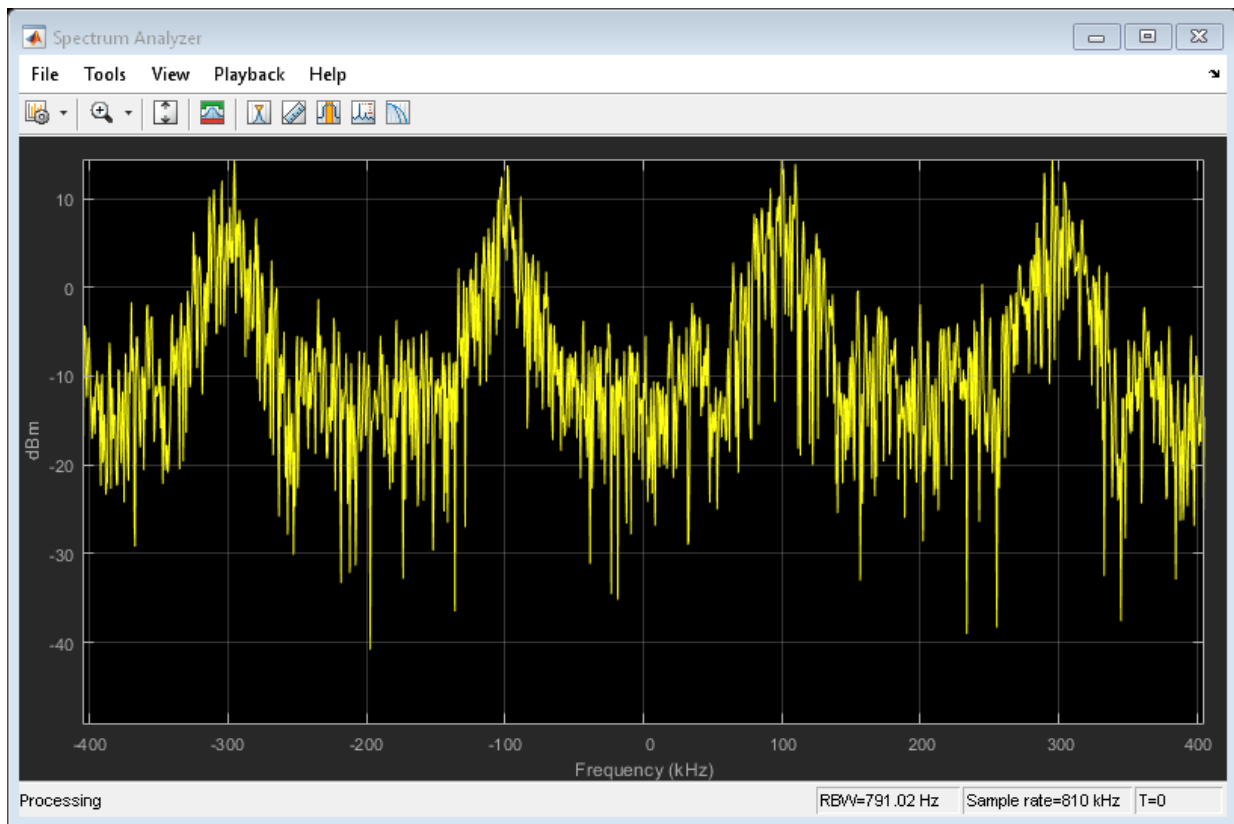 Spectrum Analyzer
File Tools View Playback Help
10
0
-10
-20
-30
-40
dBm
-400 -300 -200 -100 0 100 200 300 400
Frequency (kHz)
Processing RBW=791.02 Hz Sample rate=810 kHz T=0